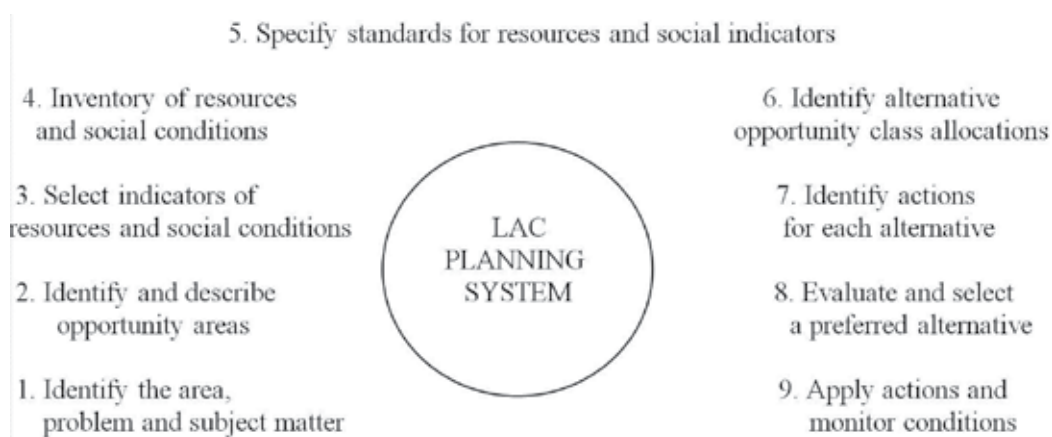 5. Specify standards for resources and social indicators
4. Inventory of resources
and social conditions
6. Identify alternative
opportunity class allocations
3. Select indicators of
resources and social conditions
7. Identify actions
for each alternative
LAC
PLANNING
SYSTEM
2. Identify and describe
opportunity areas
8. Evaluate and select
a preferred alternative
1. Identify the area,
problem and subject matter
9. Apply actions and
monitor conditions